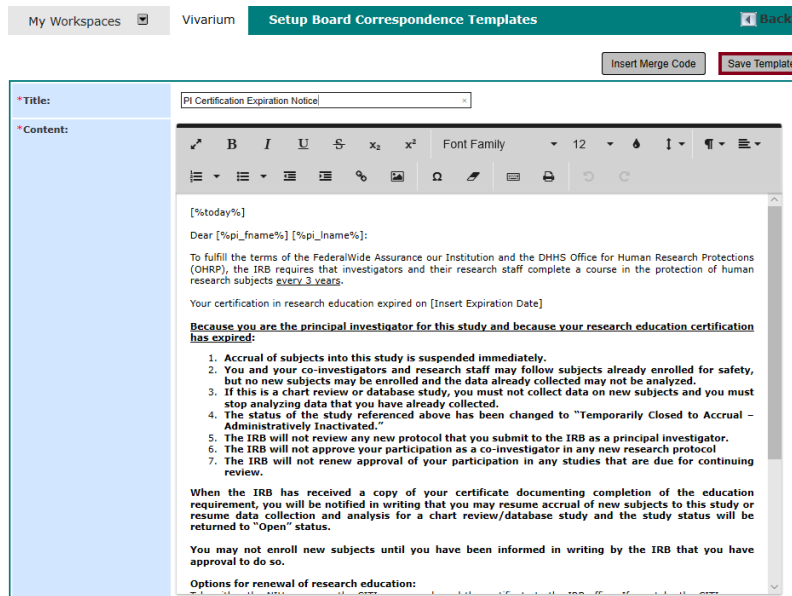 My Workspaces Vivarium Setup Board Correspondence Templates Back
Insert Merge Code Save Template
*Title: PI Certification Expiration Notice ×
*Content:
B I U S x₂ x² Font Family 12
Ω
[%today%]
Dear [%pi_fname%] [%pi_lname%]:
To fulfill the terms of the FederalWide Assurance our Institution and the DHHS Office for Human Research Protections
(OHRP), the IRB requires that investigators and their research staff complete a course in the protection of human
research subjects every 3 years.
Your certification in research education expired on [Insert Expiration Date]
Because you are the principal investigator for this study and because your research education certification
has expired:
1. Accrual of subjects into this study is suspended immediately.
2. You and your co-investigators and research staff may follow subjects already enrolled for safety,
but no new subjects may be enrolled and the data already collected may not be analyzed.
3. If this is a chart review or database study, you must not collect data on new subjects and you must
stop analyzing data that you have already collected.
4. The status of the study referenced above has been changed to “Temporarily Closed to Accrual –
Administratively Inactivated.”
5. The IRB will not review any new protocol that you submit to the IRB as a principal investigator.
6. The IRB will not approve your participation as a co-investigator in any new research protocol
7. The IRB will not renew approval of your participation in any studies that are due for continuing
review.
When the IRB has received a copy of your certificate documenting completion of the education
requirement, you will be notified in writing that you may resume accrual of new subjects to this study or
resume data collection and analysis for a chart review/database study and the study status will be
returned to “Open” status.
You may not enroll new subjects until you have been informed in writing by the IRB that you have
approval to do so.
Options for renewal of research education: